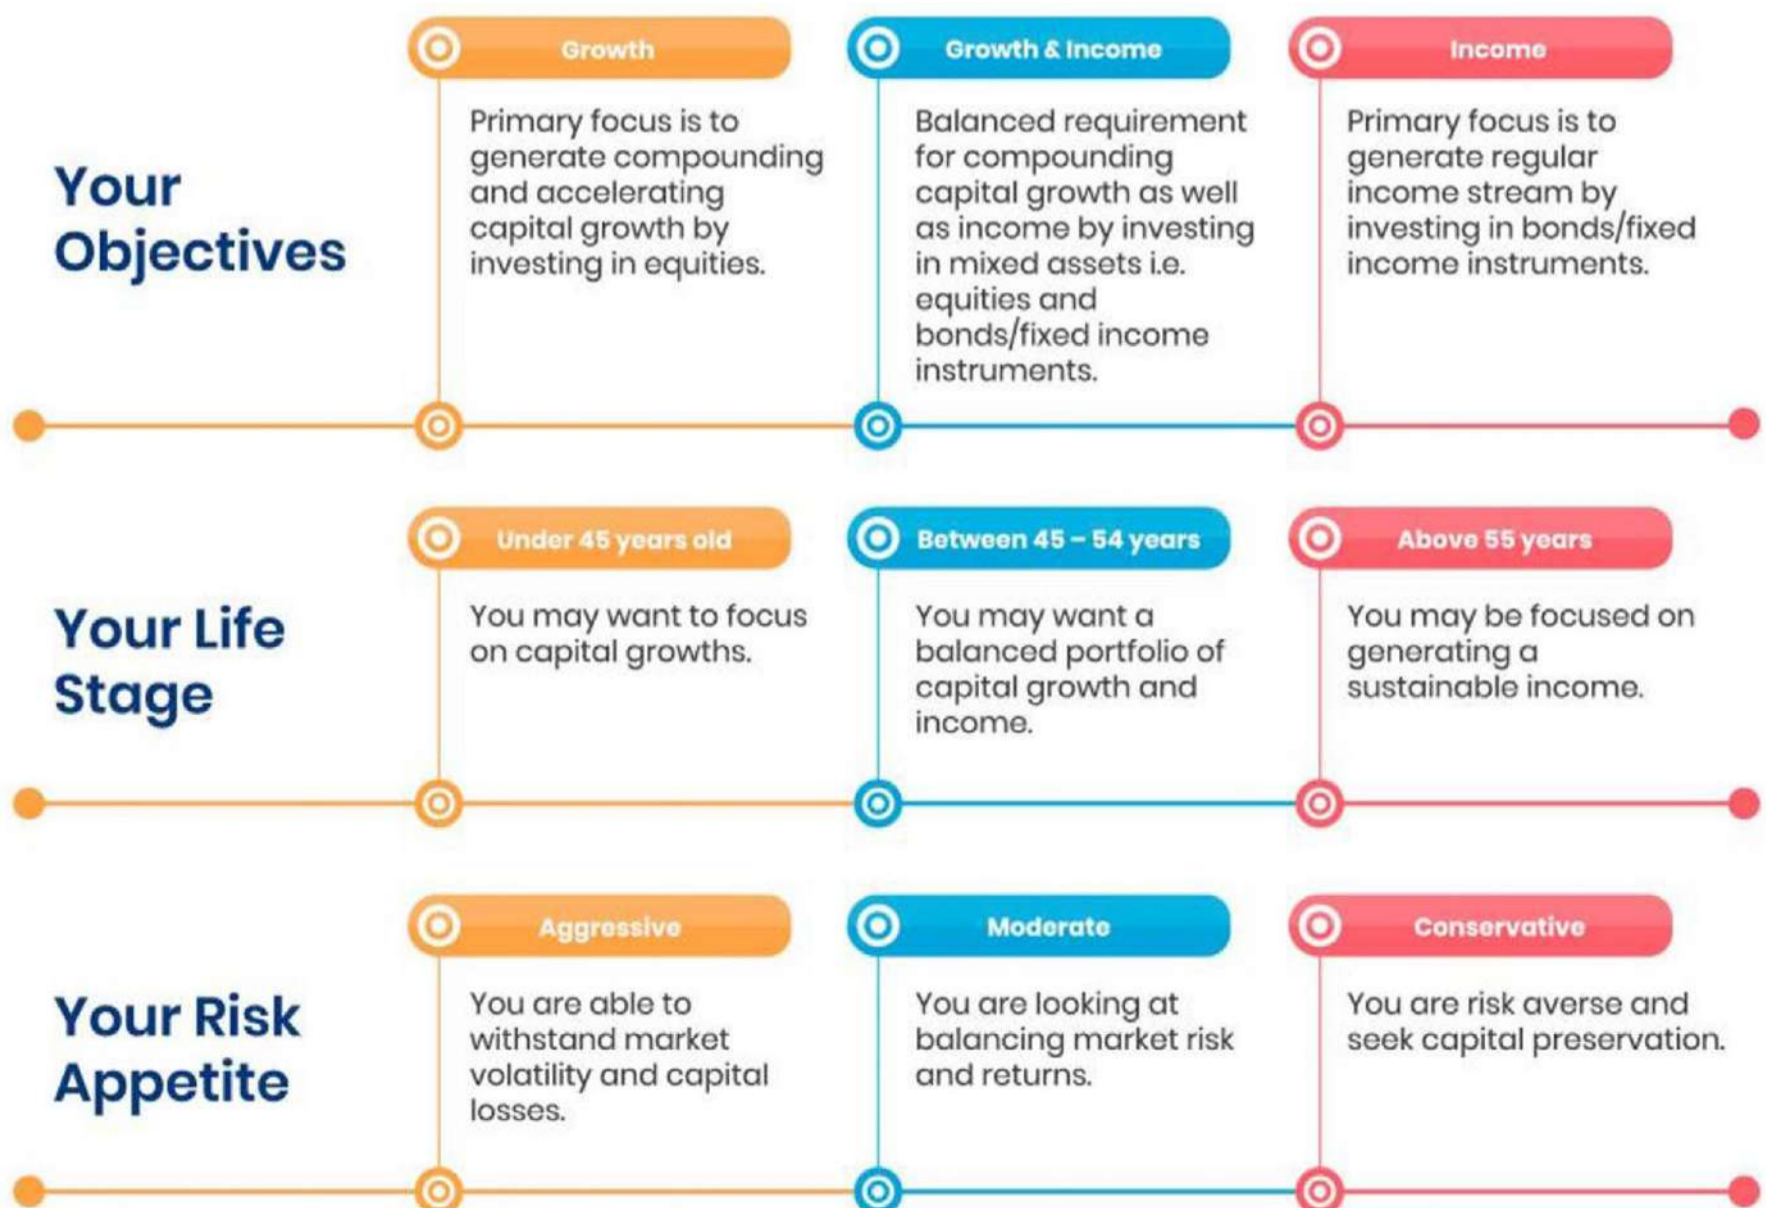 Growth
Growth & Income
Income
Your
Objectives
Primary focus is to
generate compounding
and accelerating
capital growth by
investing in equities.
Balanced requirement
for compounding
capital growth as well
as income by investing
in mixed assets i.e.
equities and
bonds/fixed income
instruments.
Primary focus is to
generate regular
income stream by
investing in bonds/fixed
income instruments.
Under 45 years old
Between 45 – 54 years
Above 55 years
Your Life
Stage
You may want to focus
on capital growths.
You may want a
balanced portfolio of
capital growth and
income.
You may be focused on
generating a
sustainable income.
Aggressive
Moderate
Conservative
Your Risk
Appetite
You are able to
withstand market
volatility and capital
losses.
You are looking at
balancing market risk
and returns.
You are risk averse and
seek capital preservation.